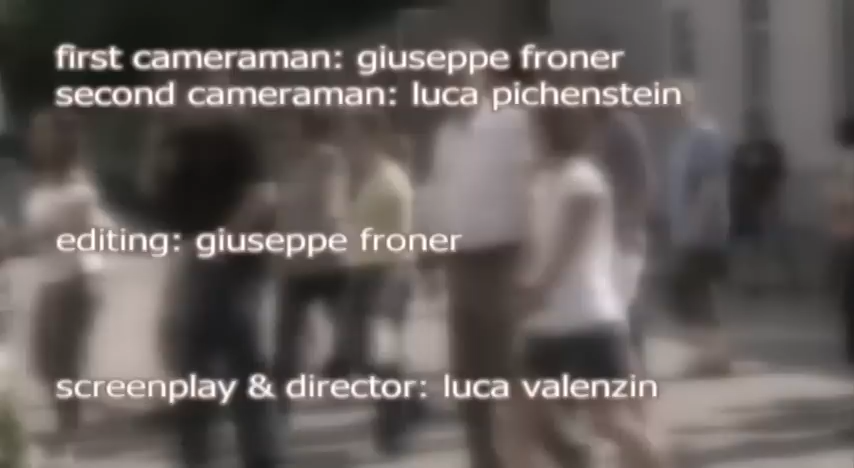 first cameraman: giuseppe froner
second cameraman: luca pichenstein
editing: giuseppe froner
screenplay & director: luca valenzin